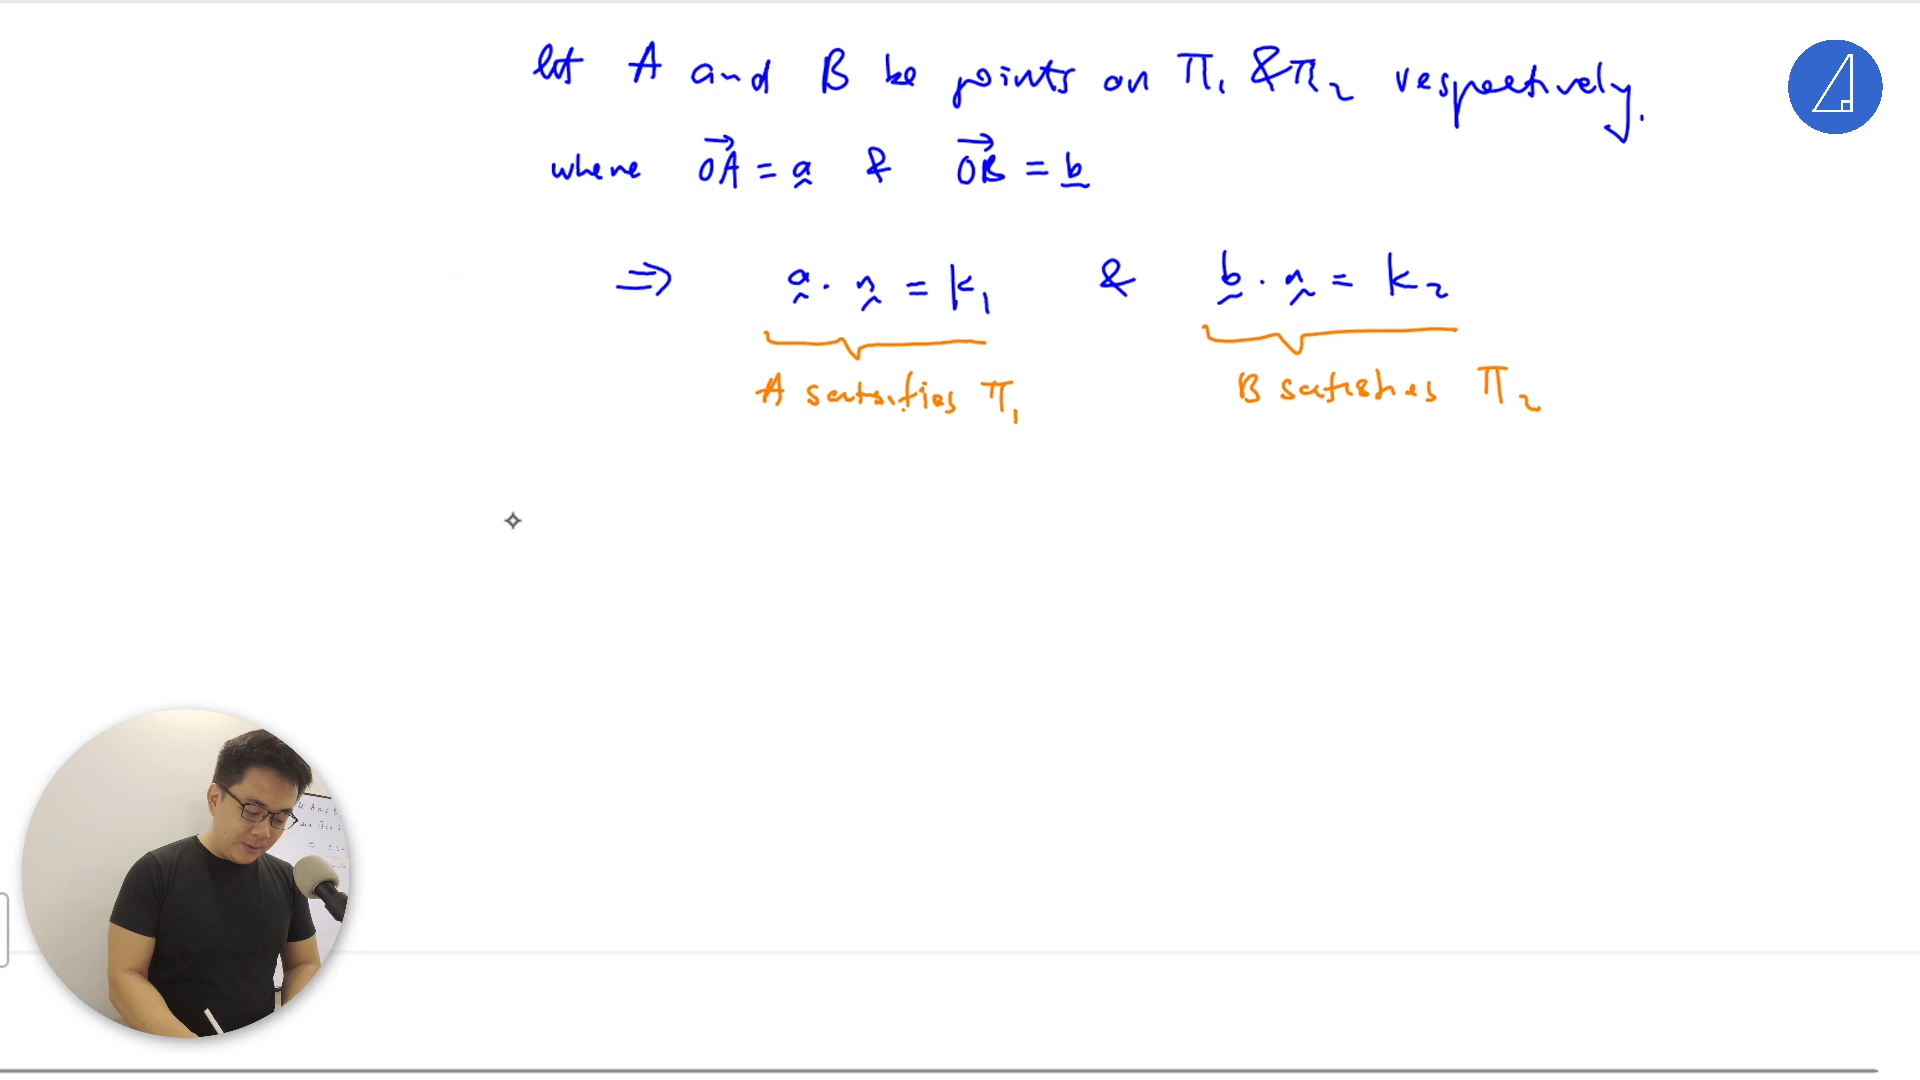 let A and B be points on π₁ & π₂ respectively.
where OA⃗ = a & OB⃗ = b
⇒ a · n = k₁ & b · n = k₂
A satisfies π₁ B satisfies π₂